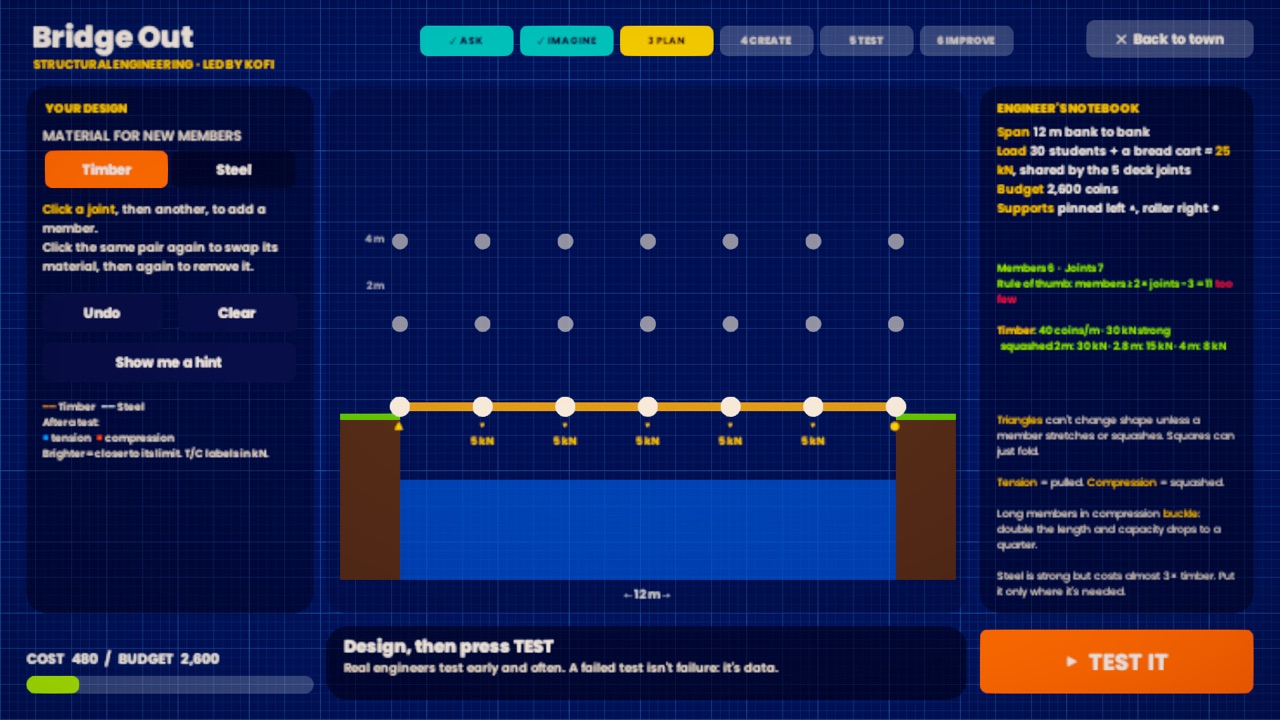 Bridge Out
STRUCTURAL ENGINEERING · LED BY KOFI
✓ ASK
✓ IMAGINE
3 PLAN
4 CREATE
5 TEST
6 IMPROVE
✕ Back to town
YOUR DESIGN
MATERIAL FOR NEW MEMBERS
Timber
Steel
Click a joint, then another, to add a
member.
Click the same pair again to swap its
material, then again to remove it.
Undo
Clear
Show me a hint
Timber
Steel
After a test:
tension
compression
Brighter = closer to its limit. T/C labels in kN.
COST 480 / BUDGET 2,600
4 m
2 m
5 kN
5 kN
5 kN
5 kN
5 kN
←12 m→
Design, then press TEST
Real engineers test early and often. A failed test isn't failure: it's data.
ENGINEER'S NOTEBOOK
Span 12 m bank to bank
Load 30 students + a bread cart = 25
kN, shared by the 5 deck joints
Budget 2,600 coins
Supports pinned left ▲, roller right ●
Members 6 · Joints 7
Rule of thumb: members ≥ 2 × joints − 3 = 11 too
few
Timber: 40 coins/m · 30 kN strong
squashed 2 m: 30 kN · 2.8 m: 15 kN · 4 m: 8 kN
Triangles can't change shape unless a
member stretches or squashes. Squares can
just fold.
Tension = pulled. Compression = squashed.
Long members in compression buckle:
double the length and capacity drops to a
quarter.
Steel is strong but costs almost 3× timber. Put
it only where it's needed.
▶ TEST IT